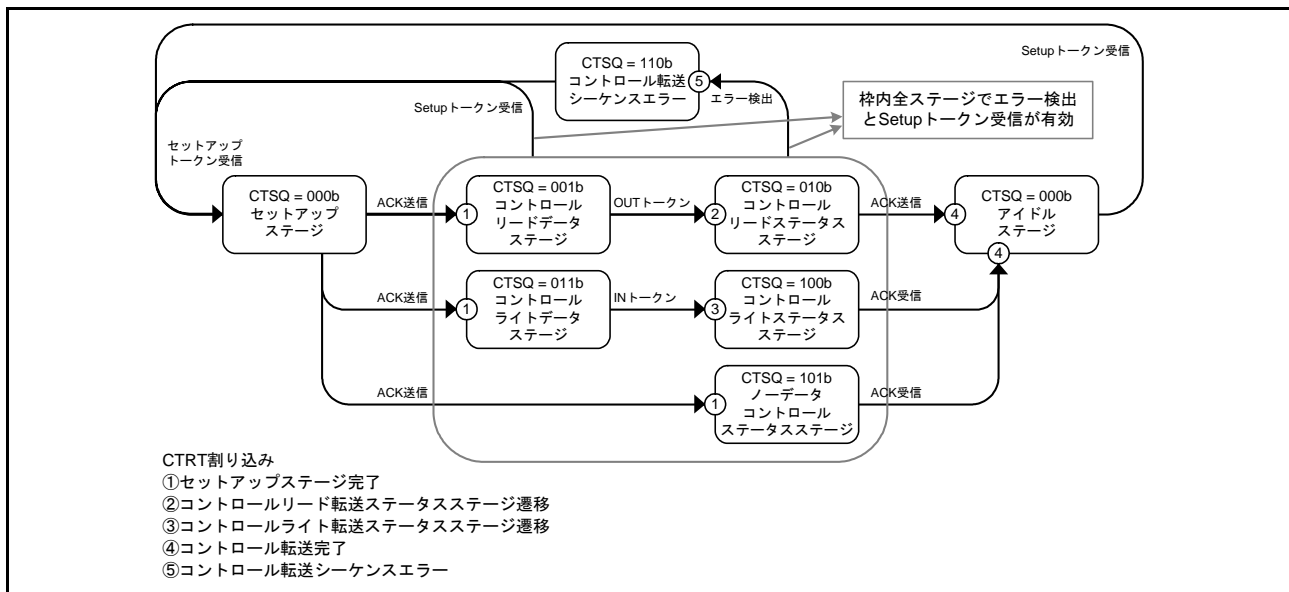 Setupトークン受信
CTSQ = 110b
コントロール転送
シーケンスエラー
⑤
エラー検出
Setupトークン受信
枠内全ステージでエラー検出
とSetupトークン受信が有効
セットアップ
トークン受信
CTSQ = 000b
セットアップ
ステージ
ACK送信
①
CTSQ = 001b
コントロール
リードデータ
ステージ
OUTトークン
②
CTSQ = 010b
コントロール
リードステータス
ステージ
ACK送信
④
CTSQ = 000b
アイドル
ステージ
④
ACK送信
①
CTSQ = 011b
コントロール
ライトデータ
ステージ
INトークン
③
CTSQ = 100b
コントロール
ライトステータス
ステージ
ACK受信
ACK送信
①
CTSQ = 101b
ノーデータ
コントロール
ステータスステージ
ACK受信
CTRT割り込み
①セットアップステージ完了
②コントロールリード転送ステータスステージ遷移
③コントロールライト転送ステータスステージ遷移
④コントロール転送完了
⑤コントロール転送シーケンスエラー